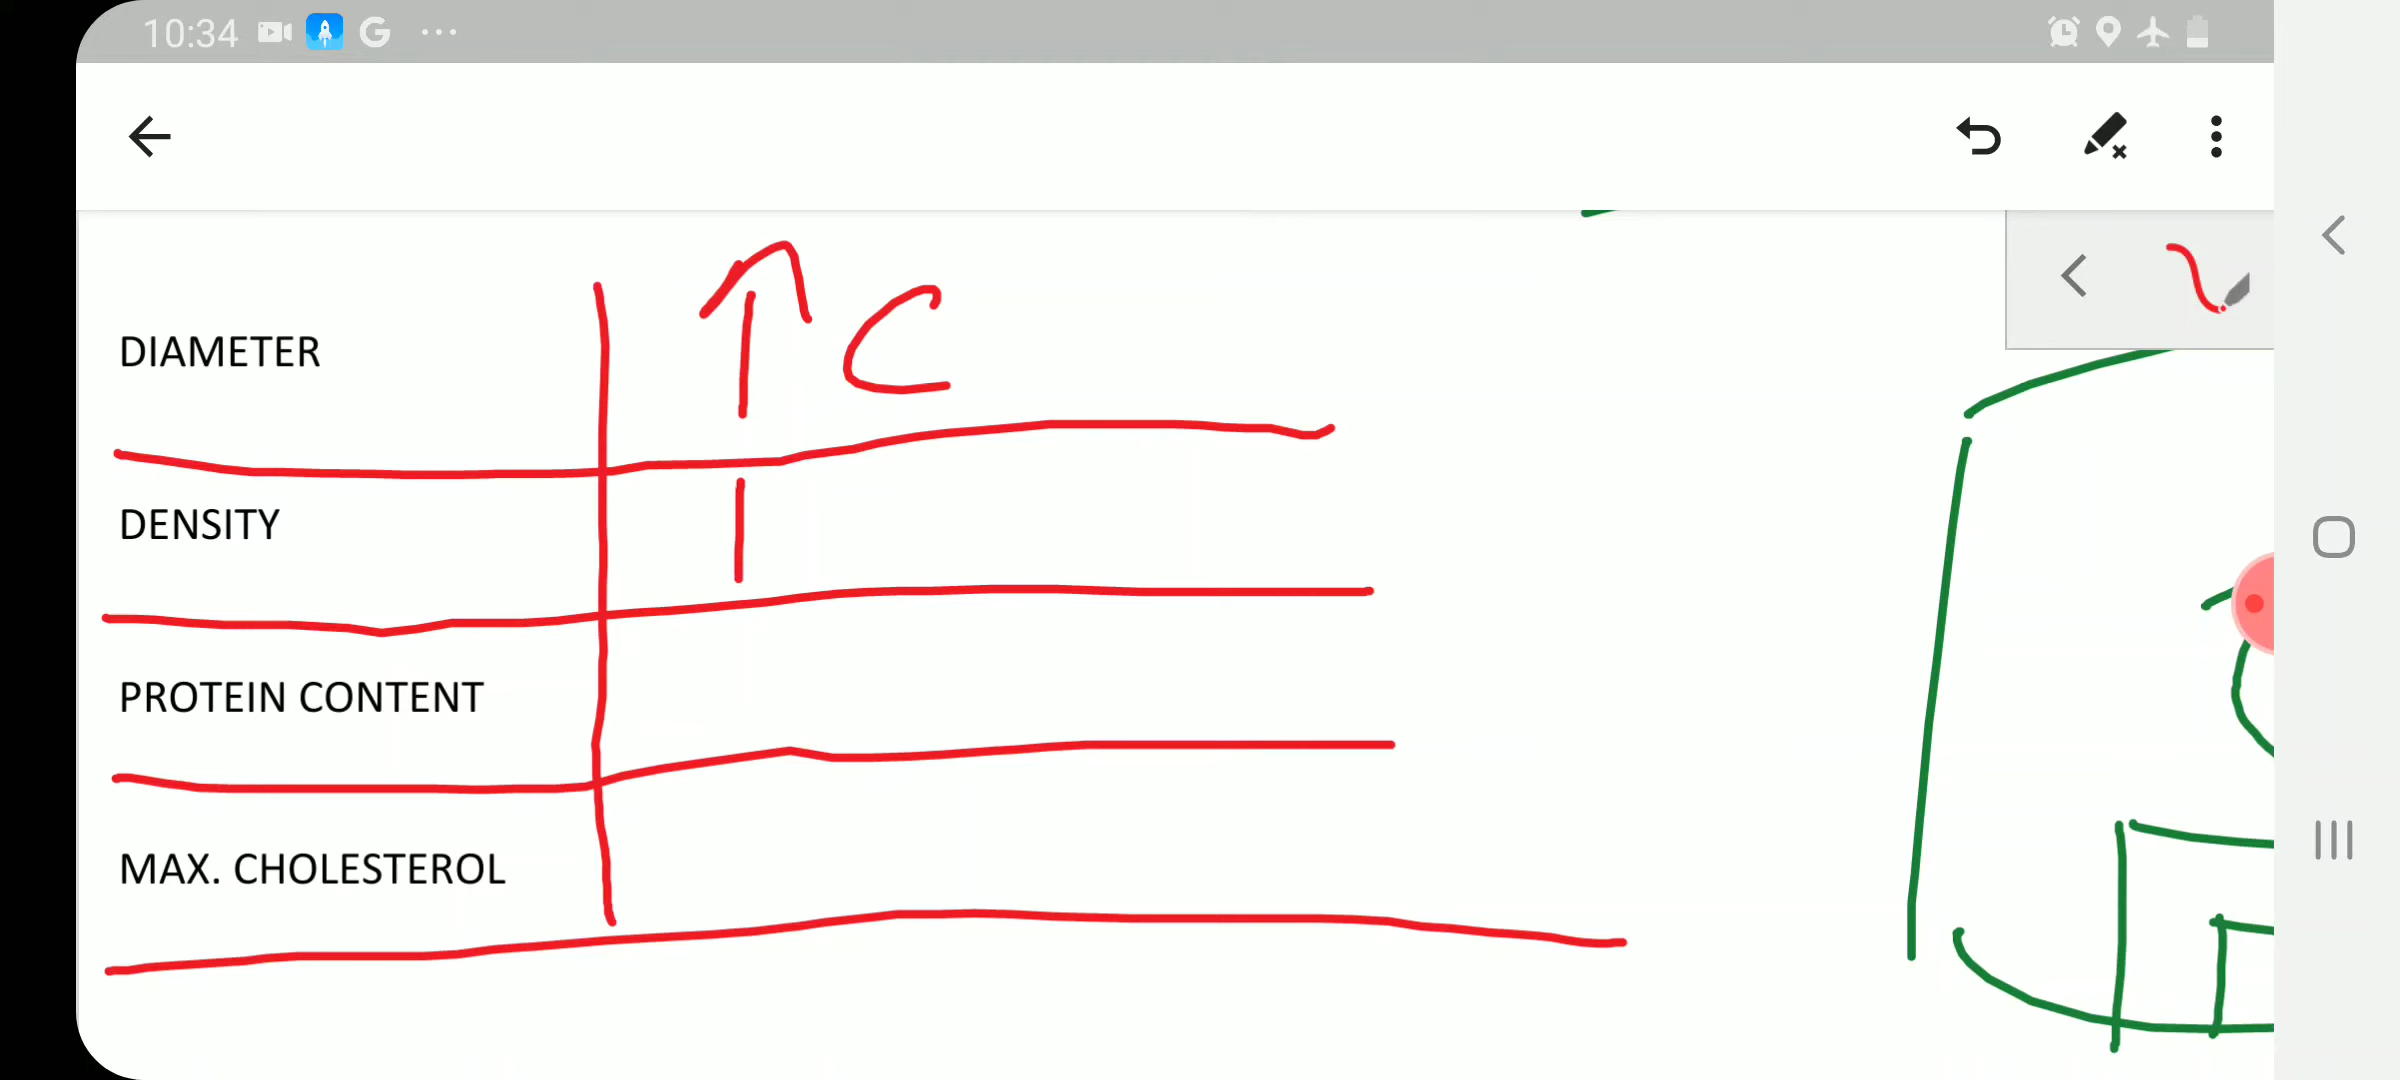 10:34
DIAMETER ↑ C
DENSITY
PROTEIN CONTENT
MAX. CHOLESTEROL